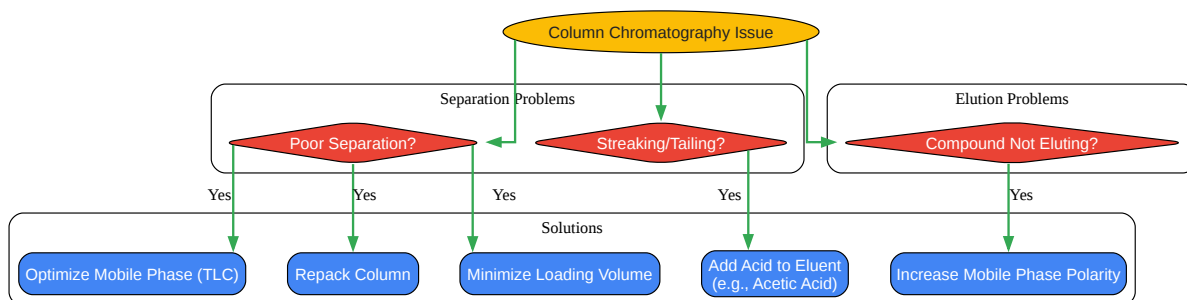 Column Chromatography Issue
Separation Problems
Elution Problems
Poor Separation?
Streaking/Tailing?
Compound Not Eluting?
Yes
Yes
Yes
Yes
Yes
Solutions
Optimize Mobile Phase (TLC)
Repack Column
Minimize Loading Volume
Add Acid to Eluent
(e.g., Acetic Acid)
Increase Mobile Phase Polarity